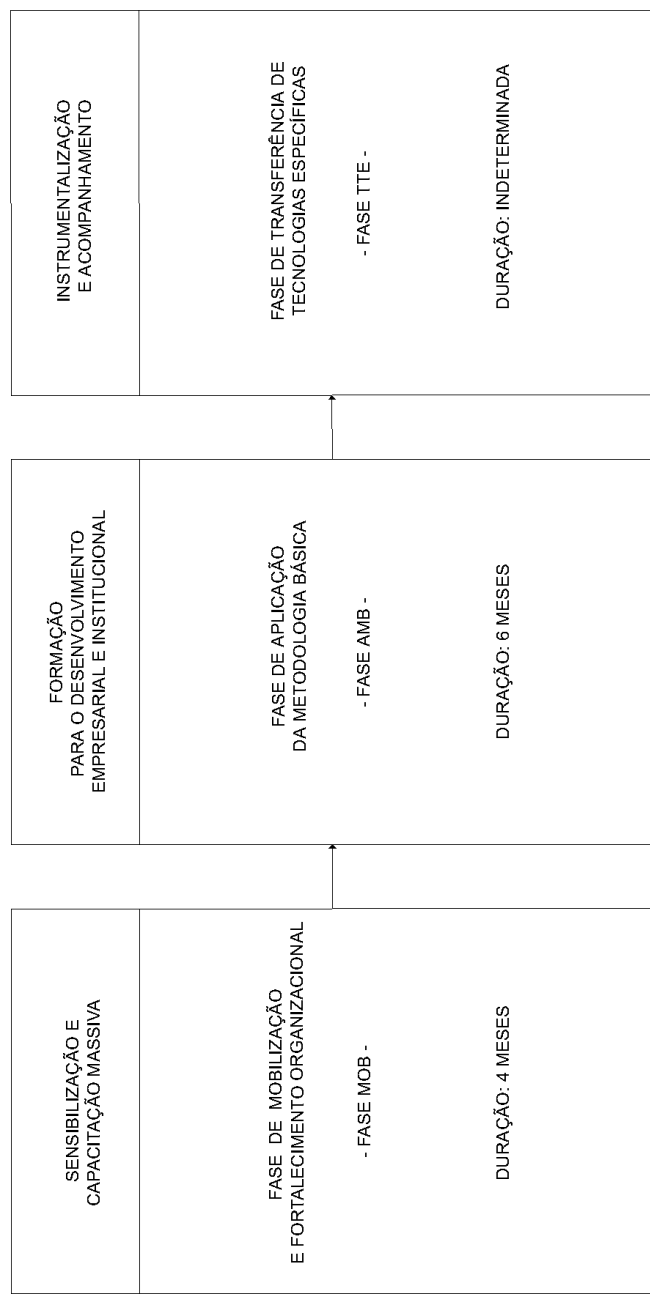 SENSIBILIZAÇÃO E
CAPACITAÇÃO MASSIVA
FASE DE MOBILIZAÇÃO
E FORTALECIMENTO ORGANIZACIONAL
- FASE MOB -
DURAÇÃO: 4 MESES
FORMAÇÃO
PARA O DESENVOLVIMENTO
EMPRESARIAL E INSTITUCIONAL
FASE DE APLICAÇÃO
DA METODOLOGIA BÁSICA
- FASE AMB -
DURAÇÃO: 6 MESES
INSTRUMENTALIZAÇÃO
E ACOMPANHAMENTO
FASE DE TRANSFERÊNCIA DE
TECNOLOGIAS ESPECÍFICAS
- FASE TTE -
DURAÇÃO: INDETERMINADA